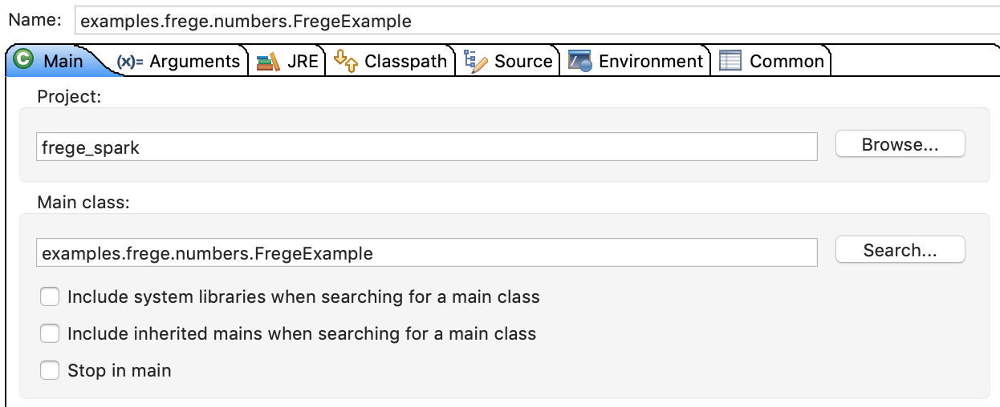 Name: examples.frege.numbers.FregeExample
Main (x)= Arguments JRE Classpath Source Environment Common
Project:
frege_spark Browse...
Main class:
examples.frege.numbers.FregeExample Search...
Include system libraries when searching for a main class
Include inherited mains when searching for a main class
Stop in main